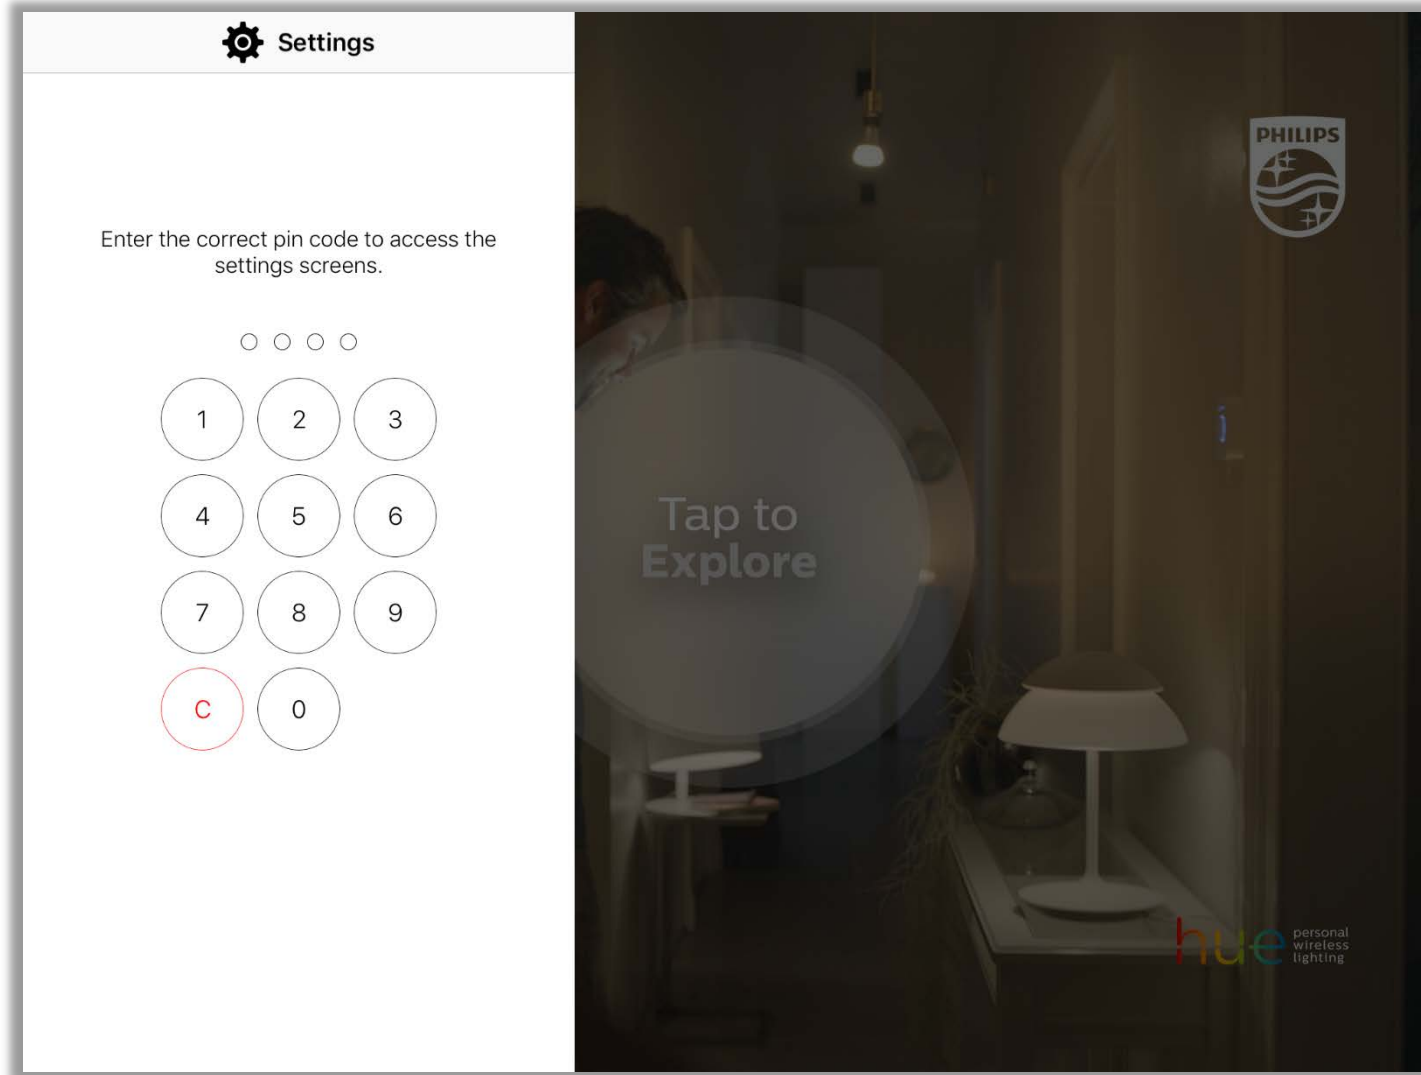 Settings
Enter the correct pin code to access the
settings screens.
1 2 3
4 5 6
7 8 9
C 0
PHILIPS
Tap to
Explore
hue personal
wireless
lighting